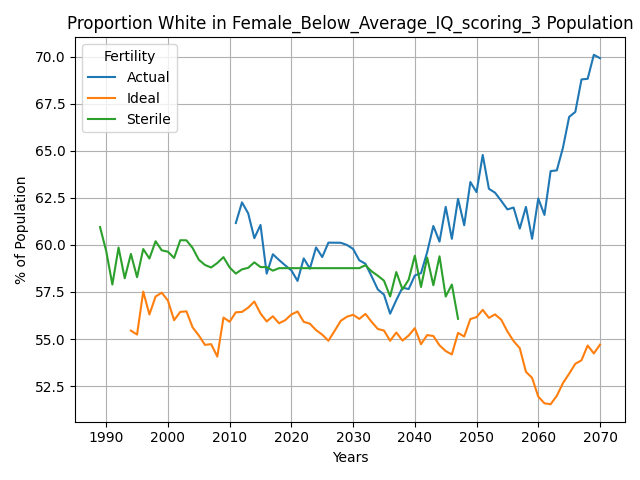 Proportion White in Female_Below_Average_IQ_scoring_3 Population
Fertility
Actual
Ideal
Sterile
% of Population
70.0
67.5
65.0
62.5
60.0
57.5
55.0
52.5
1990 2000 2010 2020 2030 2040 2050 2060 2070
Years